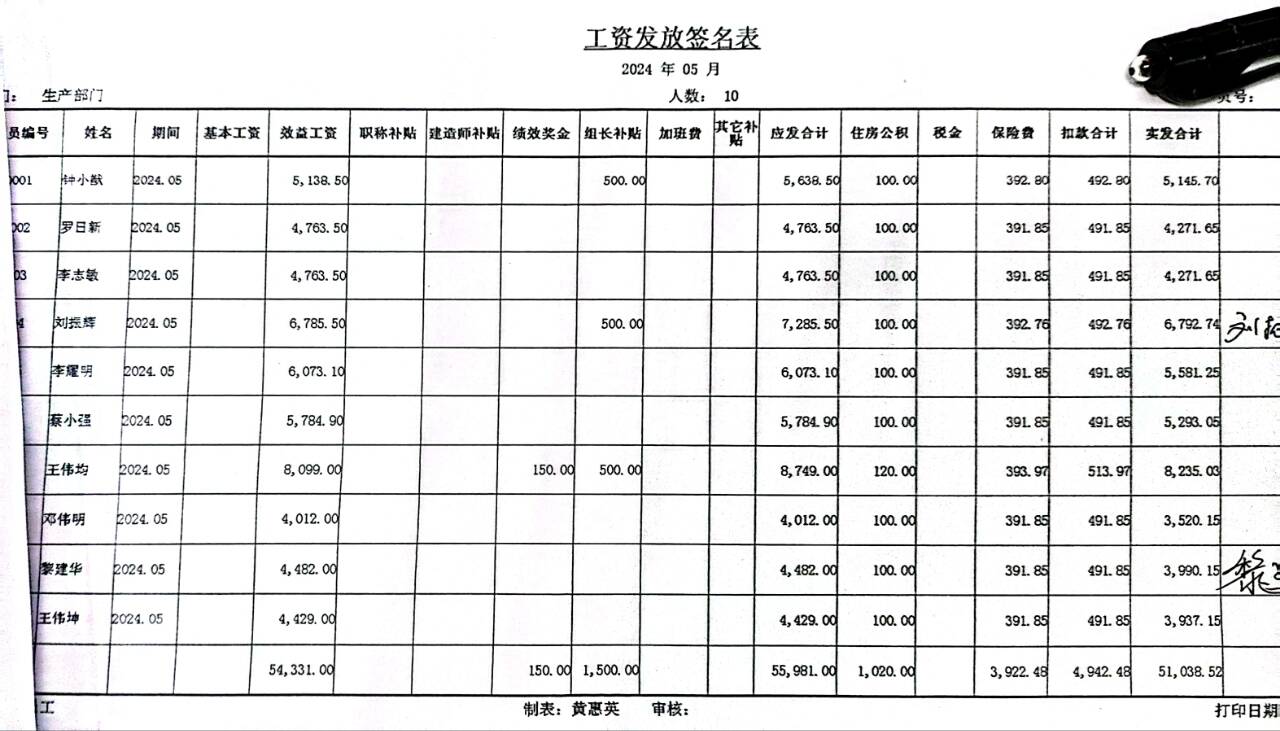 工资发放签名表
2024 年 05 月
门： 生产部门 人数： 10 员号：
员编号 姓名 期间 基本工资 效益工资 职称补贴 建造师补贴 绩效奖金 组长补贴 加班费 其它补贴 应发合计 住房公积 税金 保险费 扣款合计 实发合计
001 钟小猷 2024.05 5,138.50 500.00 5,638.50 100.00 392.80 492.80 5,145.70
002 罗日新 2024.05 4,763.50 4,763.50 100.00 391.85 491.85 4,271.65
03 李志敏 2024.05 4,763.50 4,763.50 100.00 391.85 491.85 4,271.65
4 刘振辉 2024.05 6,785.50 500.00 7,285.50 100.00 392.76 492.76 6,792.74 刘振
李耀明 2024.05 6,073.10 6,073.10 100.00 391.85 491.85 5,581.25
蔡小强 2024.05 5,784.90 5,784.90 100.00 391.85 491.85 5,293.05
王伟均 2024.05 8,099.00 150.00 500.00 8,749.00 120.00 393.97 513.97 8,235.03
邓伟明 2024.05 4,012.00 4,012.00 100.00 391.85 491.85 3,520.15
黎建华 2024.05 4,482.00 4,482.00 100.00 391.85 491.85 3,990.15 黎
王伟坤 2024.05 4,429.00 4,429.00 100.00 391.85 491.85 3,937.15
54,331.00 150.00 1,500.00 55,981.00 1,020.00 3,922.48 4,942.48 51,038.52
工 制表：黄惠英 审核： 打印日期